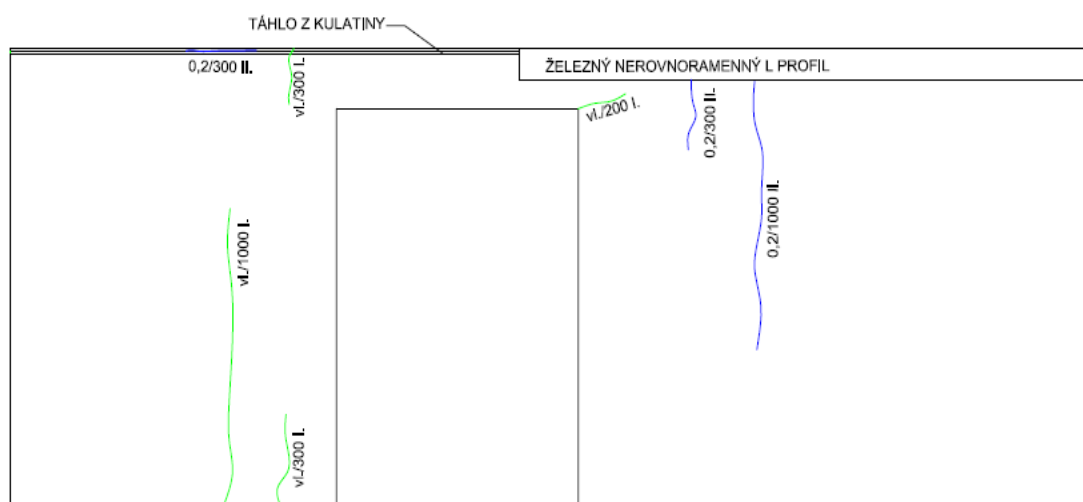 TÁHLO Z KULATINY
0,2/300 II.
vl./300 I.
ŽELEZNÝ NEROVNORAMENNÝ L PROFIL
vl./200 I.
0,2/300 II.
0,2/1000 II.
vl./1000 I.
vl./300 I.